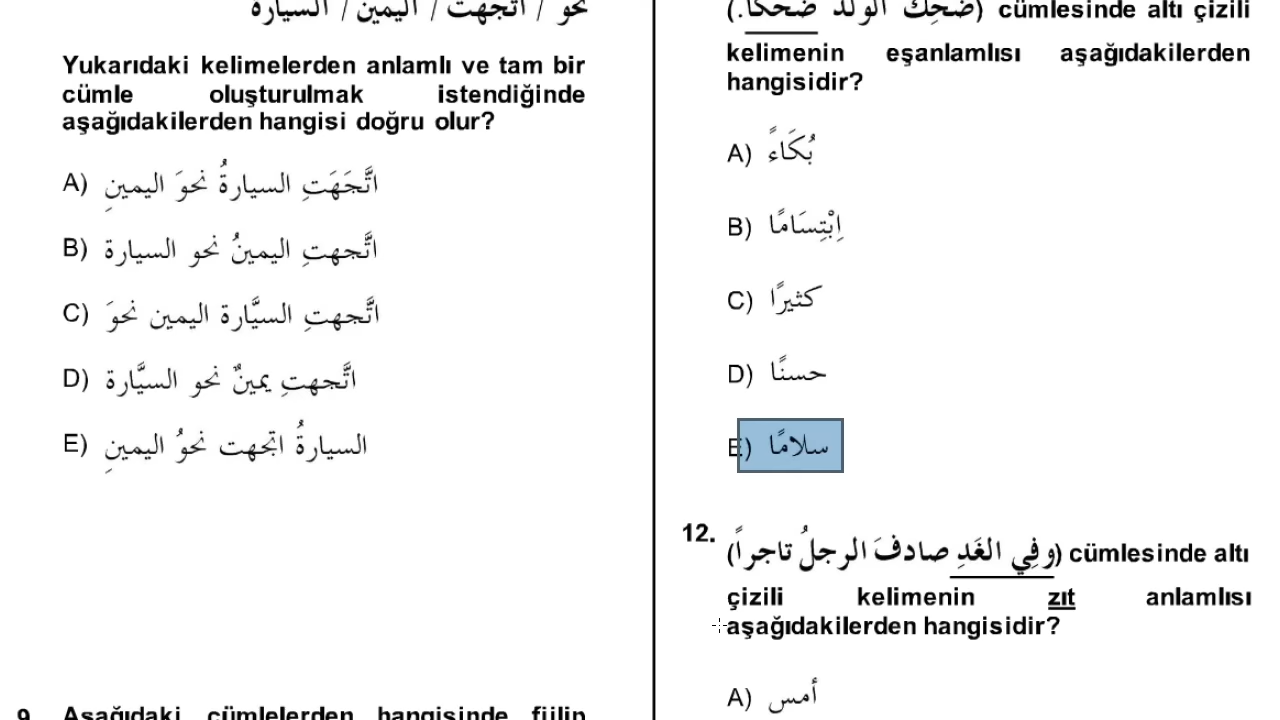 نحو / اتجهت / اليمين / السيارة
Yukarıdaki kelimelerden anlamlı ve tam bir
cümle oluşturulmak istendiğinde
aşağıdakilerden hangisi doğru olur?
A) اتَّجَهَتِ السيارةُ نحوَ اليمينِ
B) اتَّجهتِ اليمينُ نحو السيارة
C) اتَّجهتِ السيَّارة اليمين نحوَ
D) اتَّجهتِ يمينٌ نحو السيَّارة
E) السيارةُ اتجهت نحوُ اليمينِ
9. Aşağıdaki cümlelerden hangisinde fiilin
(ضَحِكَ الولد ضحكًا.) cümlesinde altı çizili
kelimenin eşanlamlısı aşağıdakilerden
hangisidir?
A) بُكَاءً
B) اِبْتِسَامًا
C) كثيرًا
D) حسنًا
E) سلامًا
12. (وفِي الغَدِ صادفَ الرجلُ تاجراً) cümlesinde altı
çizili kelimenin zıt anlamlısı
aşağıdakilerden hangisidir?
A) أمس